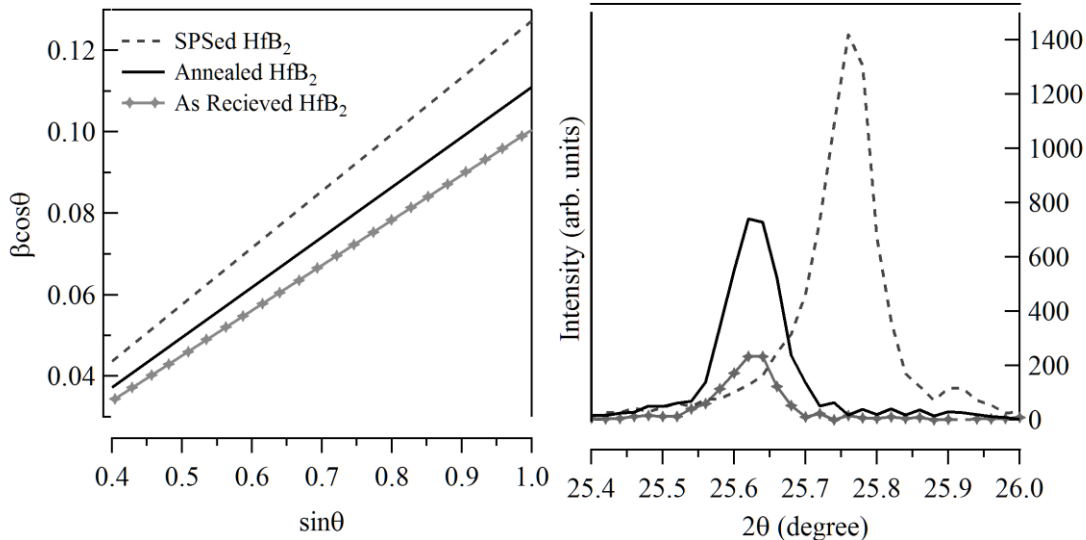 0.12
0.10
0.08
0.06
0.04
βcosθ
SPSed HfB₂
Annealed HfB₂
As Recieved HfB₂
0.4 0.5 0.6 0.7 0.8 0.9 1.0
sinθ
Intensity (arb. units)
1400
1200
1000
800
600
400
200
0
25.4 25.5 25.6 25.7 25.8 25.9 26.0
2θ (degree)